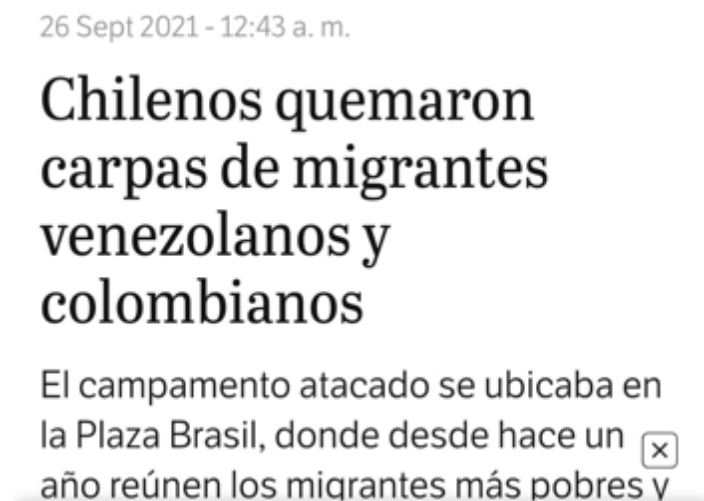 26 Sept 2021 - 12:43 a. m.
Chilenos quemaron
carpas de migrantes
venezolanos y
colombianos
El campamento atacado se ubicaba en
la Plaza Brasil, donde desde hace un
año reúnen los migrantes más pobres y